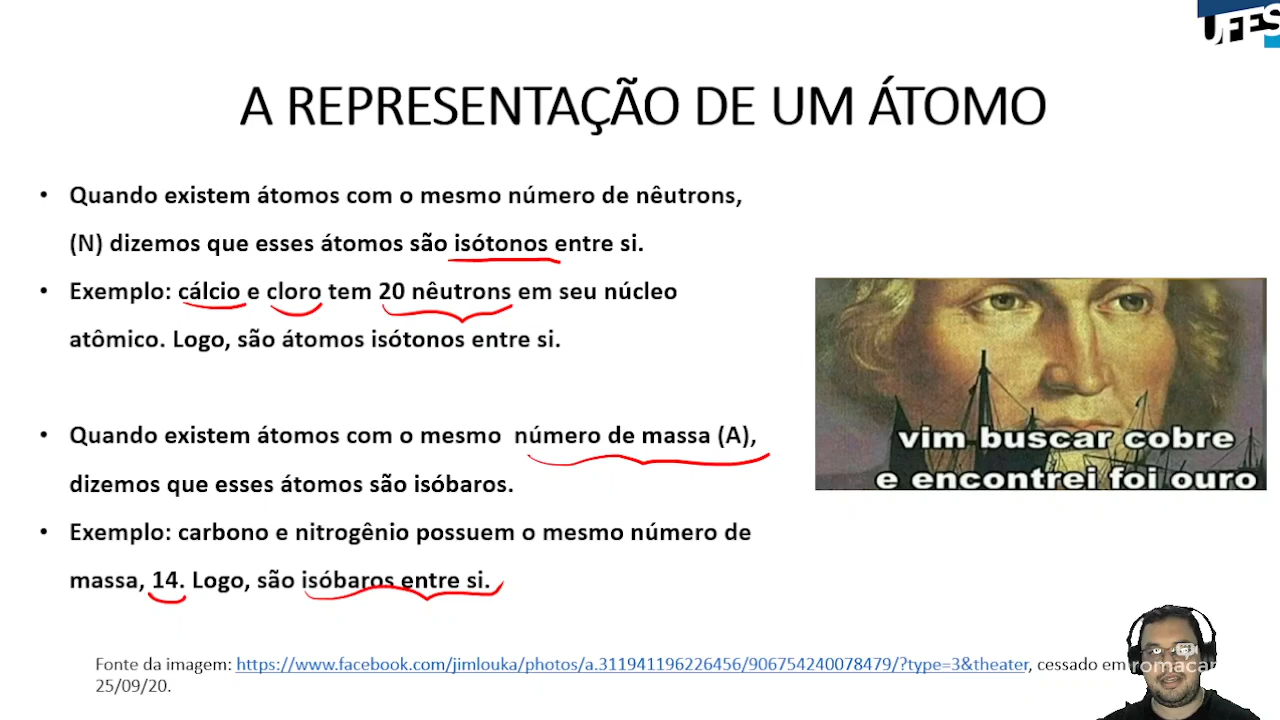 UFES
A REPRESENTAÇÃO DE UM ÁTOMO
• Quando existem átomos com o mesmo número de nêutrons,
(N) dizemos que esses átomos são isótonos entre si.
• Exemplo: cálcio e cloro tem 20 nêutrons em seu núcleo
atômico. Logo, são átomos isótonos entre si.
• Quando existem átomos com o mesmo número de massa (A),
dizemos que esses átomos são isóbaros.
• Exemplo: carbono e nitrogênio possuem o mesmo número de
massa, 14. Logo, são isóbaros entre si.
vim buscar cobre
e encontrei foi ouro
Fonte da imagem: https://www.facebook.com/jimlouka/photos/a.311941196226456/906754240078479/?type=3&theater, cessado em
25/09/20.